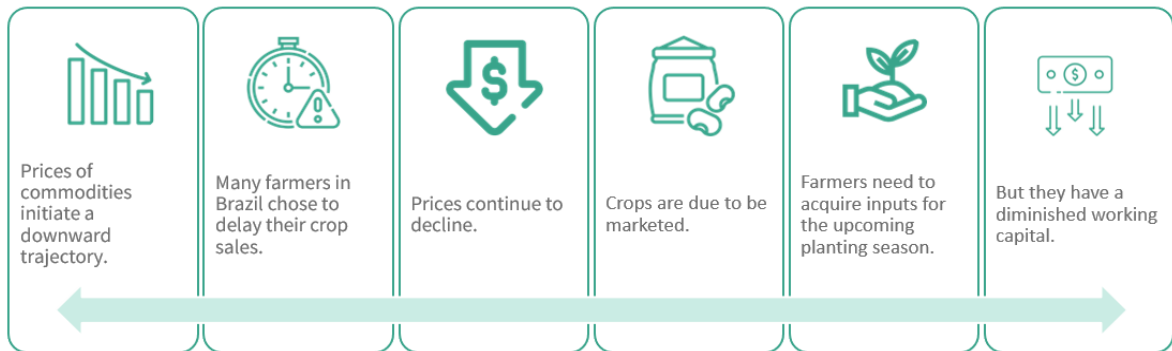 Prices of
commodities
initiate a
downward
trajectory.
Many farmers in
Brazil chose to
delay their crop
sales.
Prices continue to
decline.
Crops are due to be
marketed.
Farmers need to
acquire inputs for
the upcoming
planting season.
But they have a
diminished working
capital.